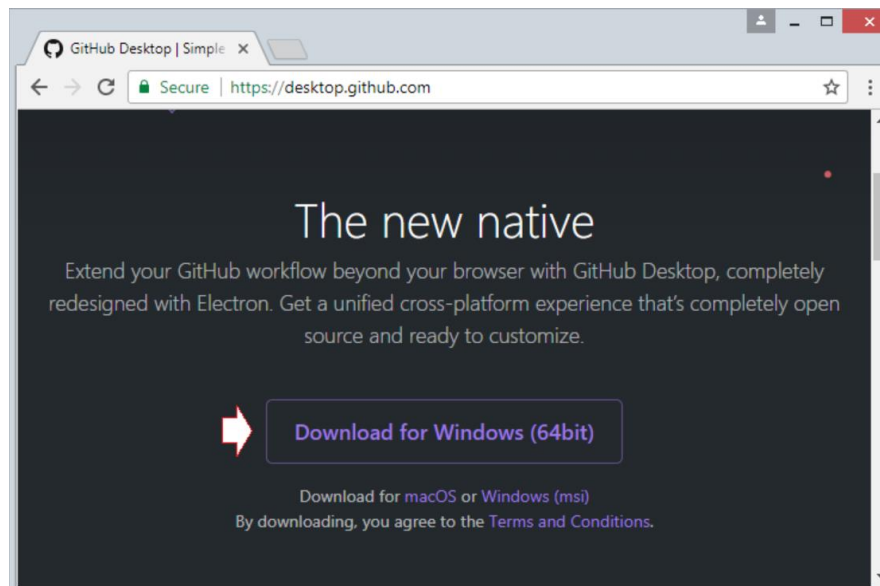 GitHub Desktop | Simple
Secure | https://desktop.github.com
The new native
Extend your GitHub workflow beyond your browser with GitHub Desktop, completely
redesigned with Electron. Get a unified cross-platform experience that's completely open
source and ready to customize.
Download for Windows (64bit)
Download for macOS or Windows (msi)
By downloading, you agree to the Terms and Conditions.